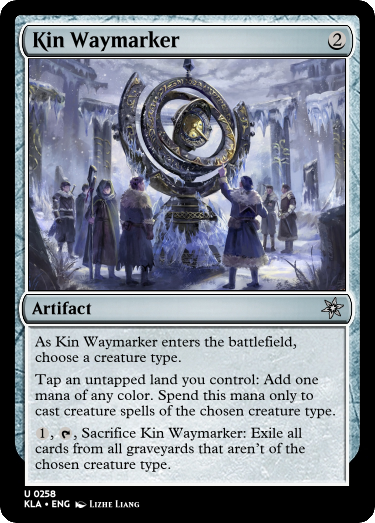 Kin Waymarker 2
Artifact
As Kin Waymarker enters the battlefield,
choose a creature type.
Tap an untapped land you control: Add one
mana of any color. Spend this mana only to
cast creature spells of the chosen creature type.
1, , Sacrifice Kin Waymarker: Exile all
cards from all graveyards that aren't of the
chosen creature type.
U 0258
KLA • ENG Lizhe Liang